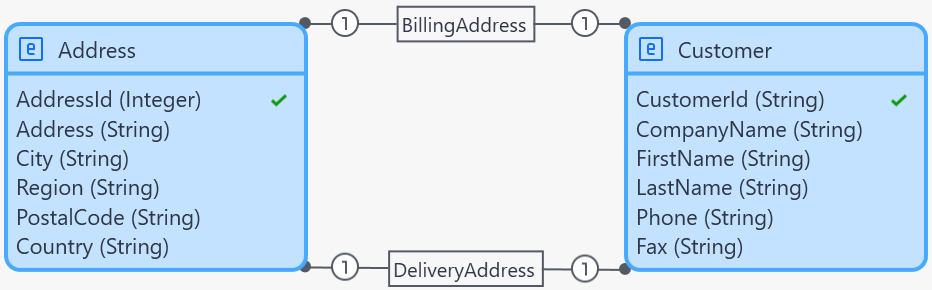 1 BillingAddress 1
e Address
AddressId (Integer)
Address (String)
City (String)
Region (String)
PostalCode (String)
Country (String)
e Customer
CustomerId (String)
CompanyName (String)
FirstName (String)
LastName (String)
Phone (String)
Fax (String)
1 DeliveryAddress 1